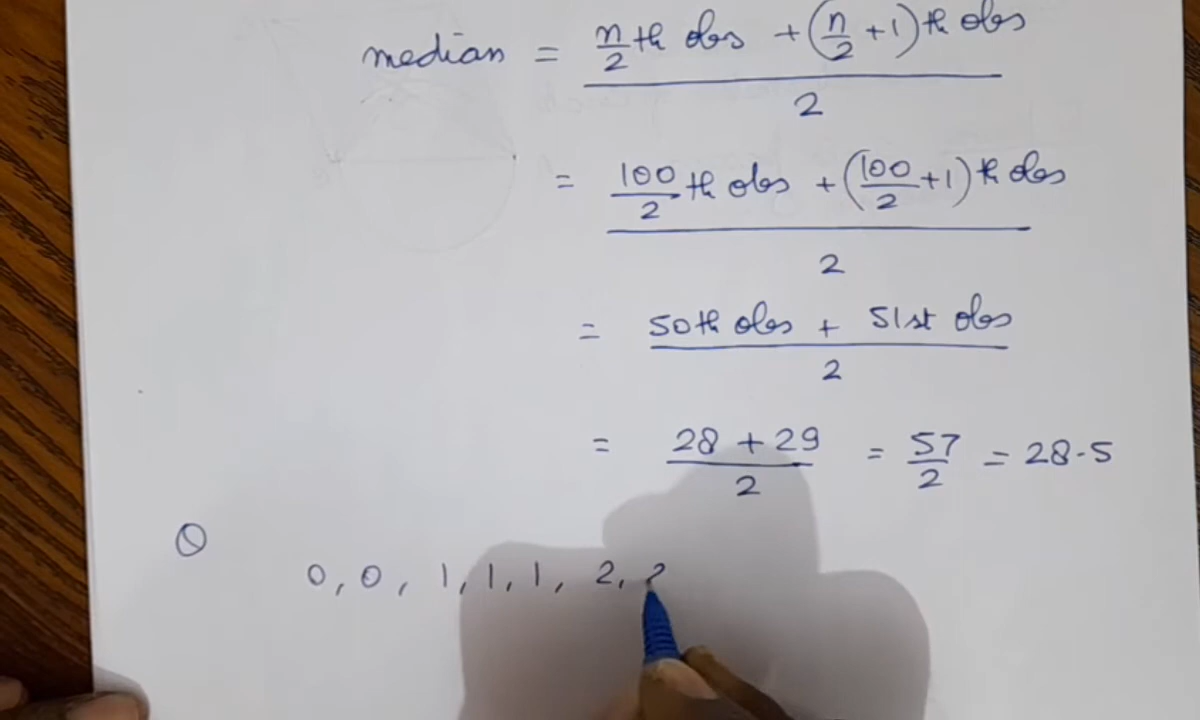 median = n/2 th obs + (n/2 + 1) th obs / 2
= 100/2 th obs + (100/2 + 1) th obs / 2
= 50th obs + 51st obs / 2
= 28 + 29 / 2 = 57/2 = 28.5
Q
0, 0, 1, 1, 1, 2, 2